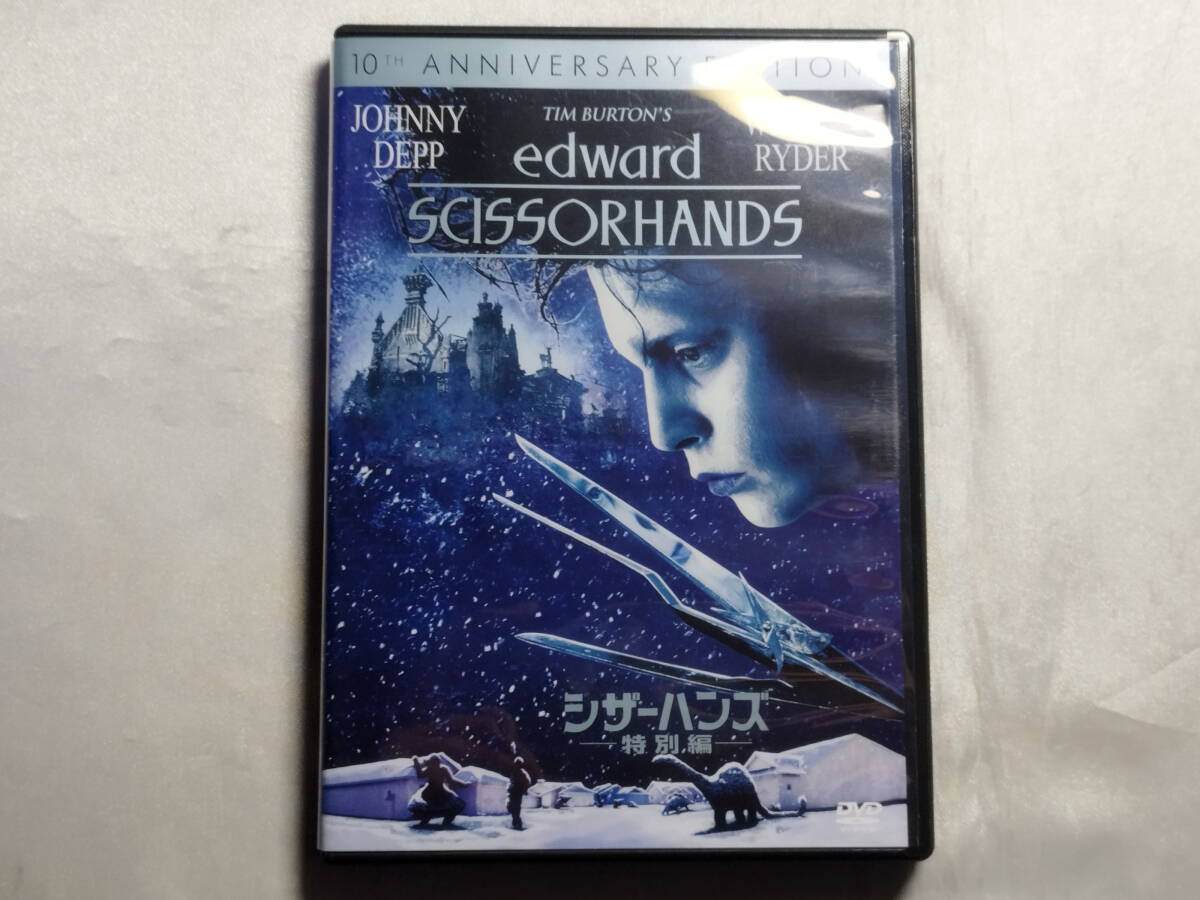 10TH ANNIVERSARY EDITION
JOHNNY
DEPP
TIM BURTON'S
edward
SCISSORHANDS
RYDER
シザーハンズ
特別編
DVD